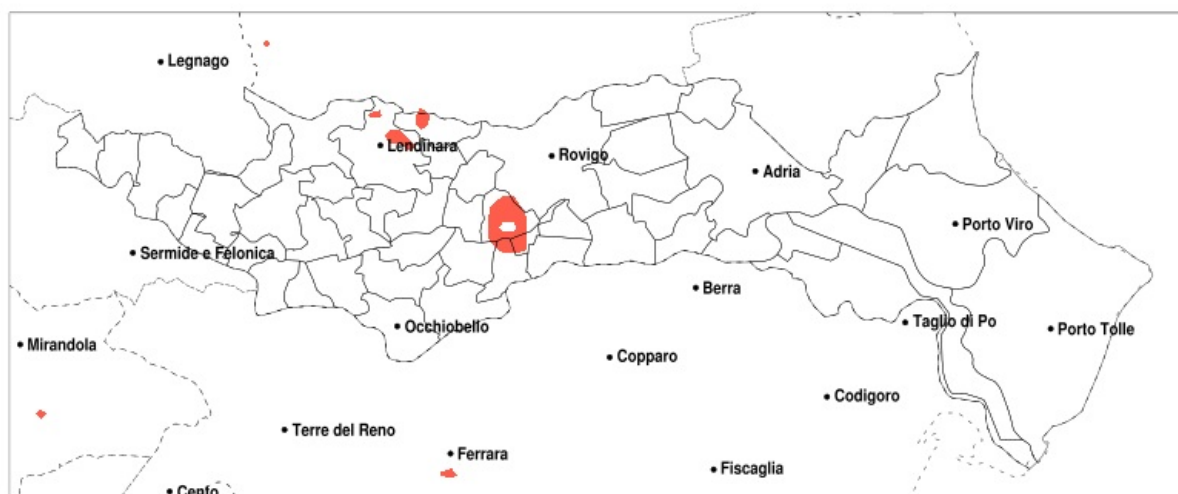 Legnago
Lendinara
Rovigo
Adria
Porto Viro
Sermide e Felonica
Berra
Occhiobello
Taglio di Po
Porto Tolle
Mirandola
Copparo
Codigoro
Terre del Reno
Ferrara
Fiscaglia
Cento